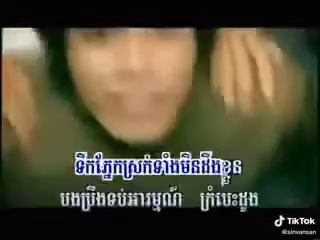 ទឹកភ្នែកស្រក់ទាំងមិនដឹងខ្លួន
បងប្រឹងទប់អារម្មណ៍ ក្រំបេះដូង
TikTok
@sinvansan